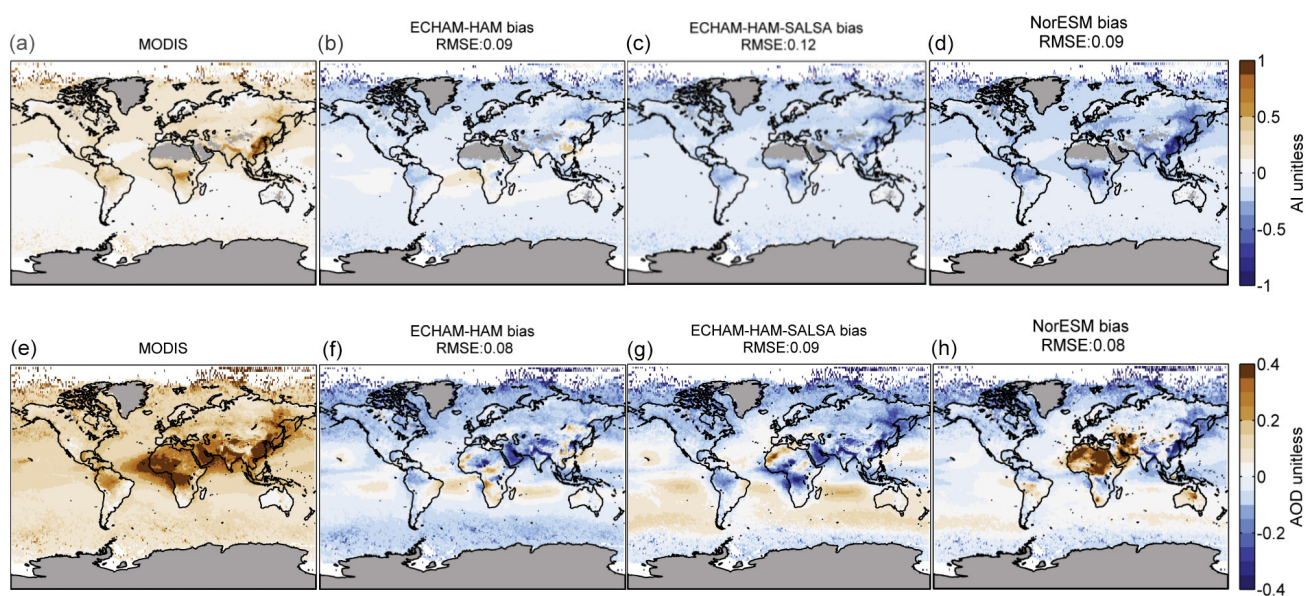 (a)
MODIS
(b)
ECHAM-HAM bias
RMSE:0.09
(c)
ECHAM-HAM-SALSA bias
RMSE:0.12
(d)
NorESM bias
RMSE:0.09
1
0.5
0
-0.5
-1
AI unitless
(e)
MODIS
(f)
ECHAM-HAM bias
RMSE:0.08
(g)
ECHAM-HAM-SALSA bias
RMSE:0.09
(h)
NorESM bias
RMSE:0.08
0.4
0.2
0
-0.2
-0.4
AOD unitless